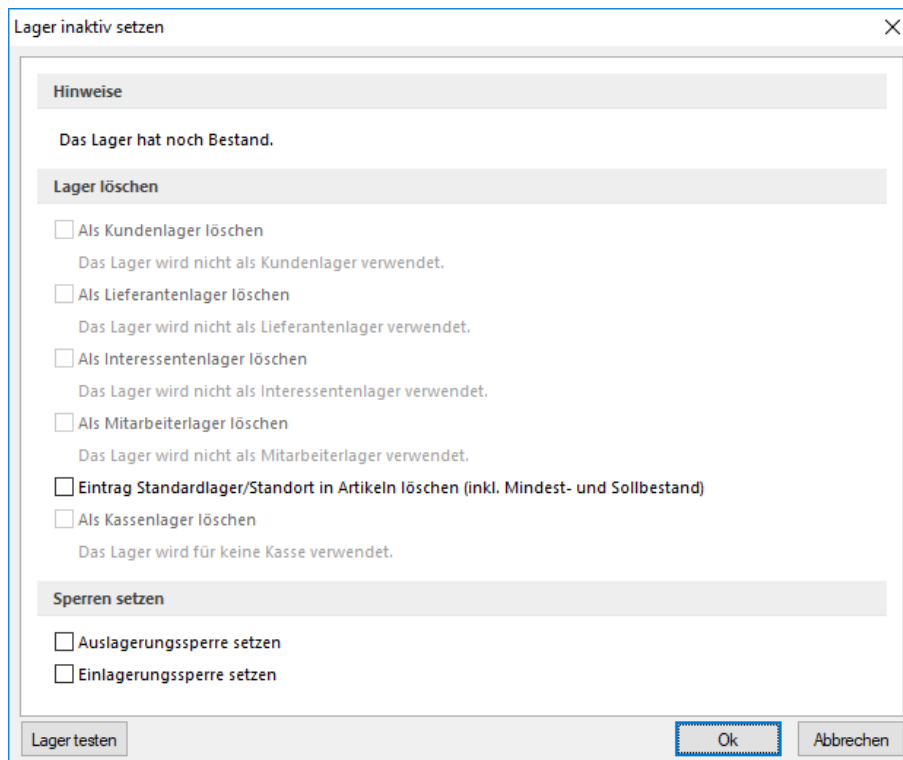 Lager inaktiv setzen
Hinweise
Das Lager hat noch Bestand.
Lager löschen
Als Kundenlager löschen
Das Lager wird nicht als Kundenlager verwendet.
Als Lieferantenlager löschen
Das Lager wird nicht als Lieferantenlager verwendet.
Als Interessentenlager löschen
Das Lager wird nicht als Interessentenlager verwendet.
Als Mitarbeiterlager löschen
Das Lager wird nicht als Mitarbeiterlager verwendet.
Eintrag Standardlager/Standort in Artikeln löschen (inkl. Mindest- und Sollbestand)
Als Kassenlager löschen
Das Lager wird für keine Kasse verwendet.
Sperren setzen
Auslagerungssperre setzen
Einlagerungssperre setzen
Lager testen Ok Abbrechen